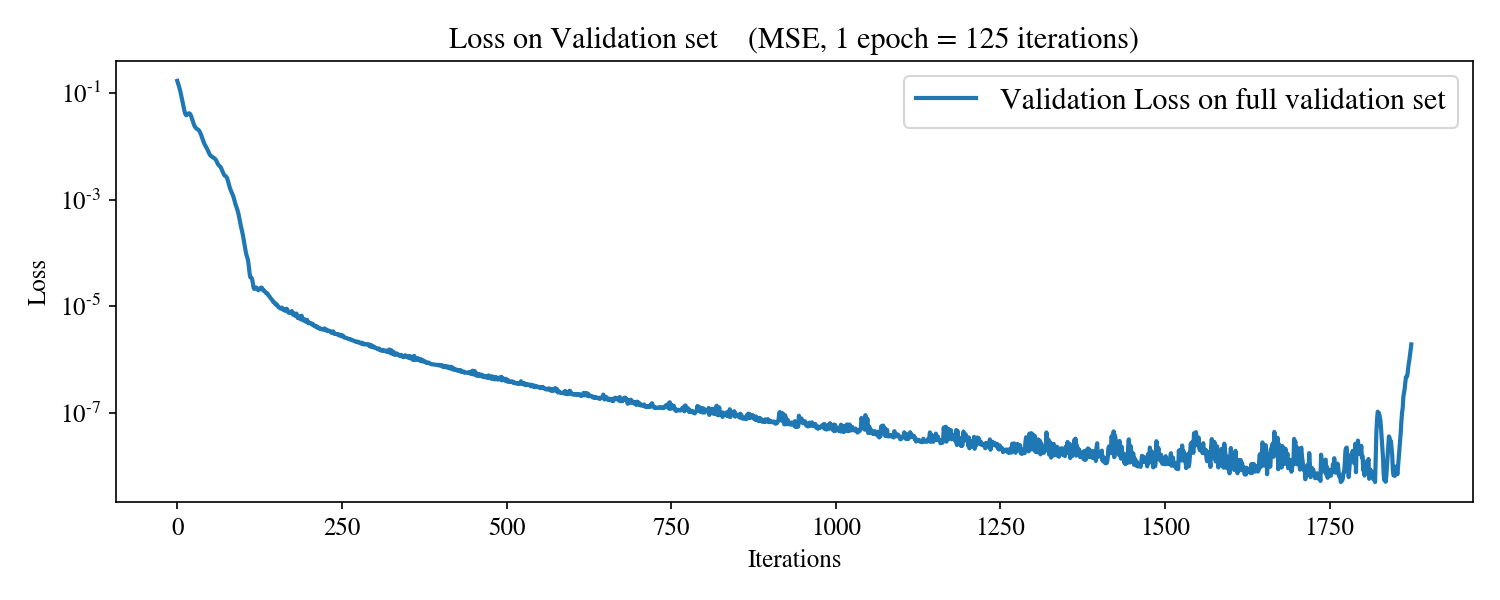 Loss on Validation set (MSE, 1 epoch = 125 iterations)
Validation Loss on full validation set
10-1
10-3
10-5
10-7
Loss
0 250 500 750 1000 1250 1500 1750
Iterations